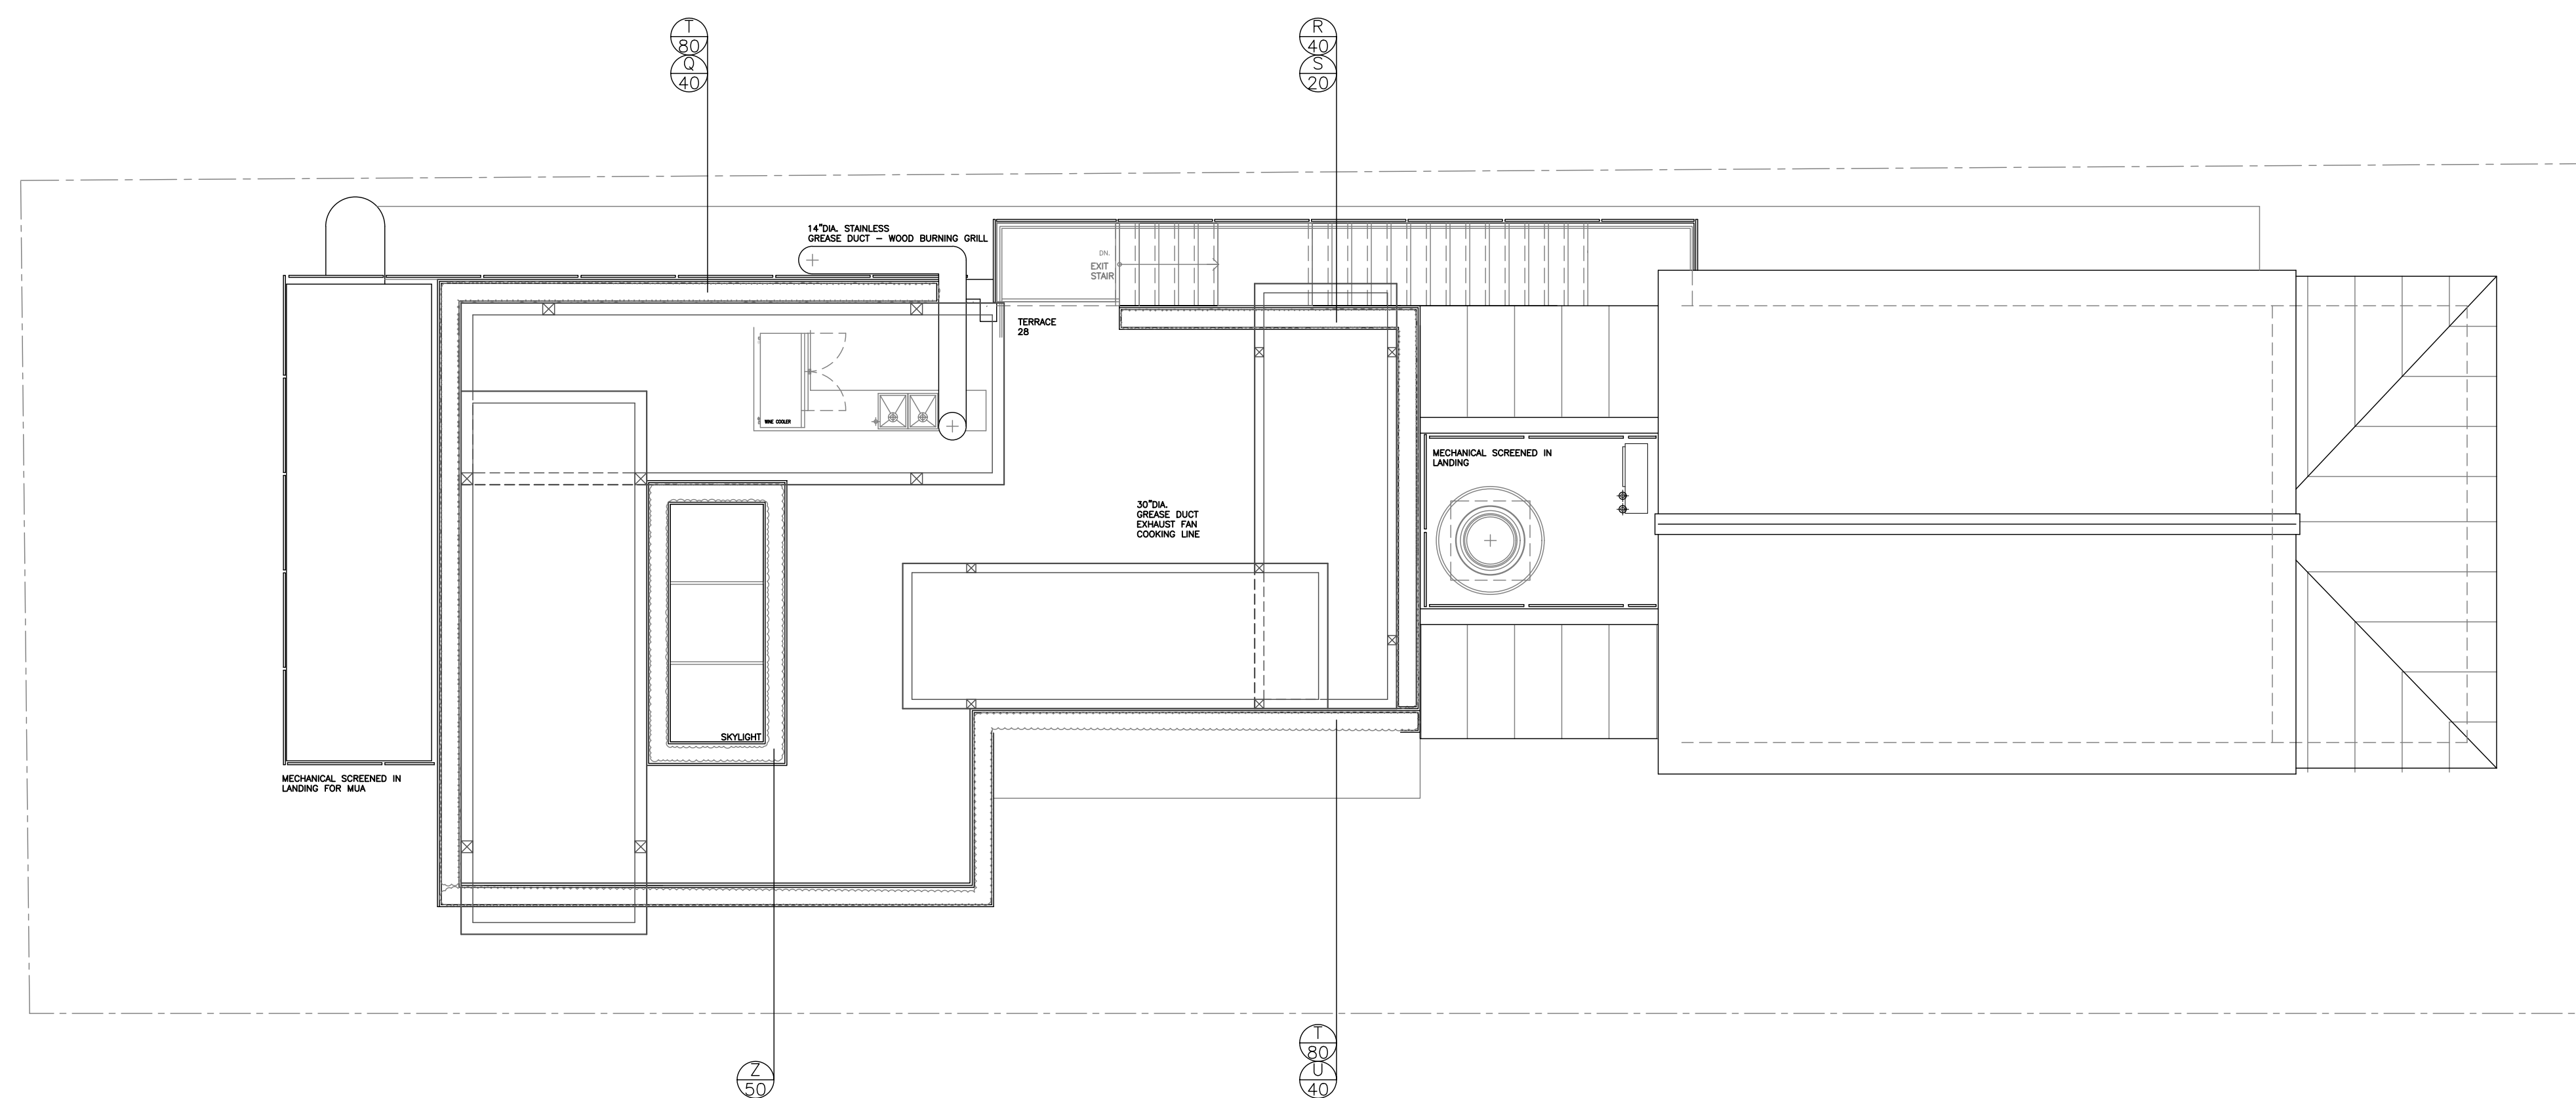 T
80
Q
40
R
40
S
20
14"DIA. STAINLESS
GREASE DUCT – WOOD BURNING GRILL
DN.
EXIT
STAIR
TERRACE
28
WINE COOLER
MECHANICAL SCREENED IN
LANDING
30"DIA.
GREASE DUCT
EXHAUST FAN
COOKING LINE
SKYLIGHT
MECHANICAL SCREENED IN
LANDING FOR MUA
Z
50
T
80
U
40